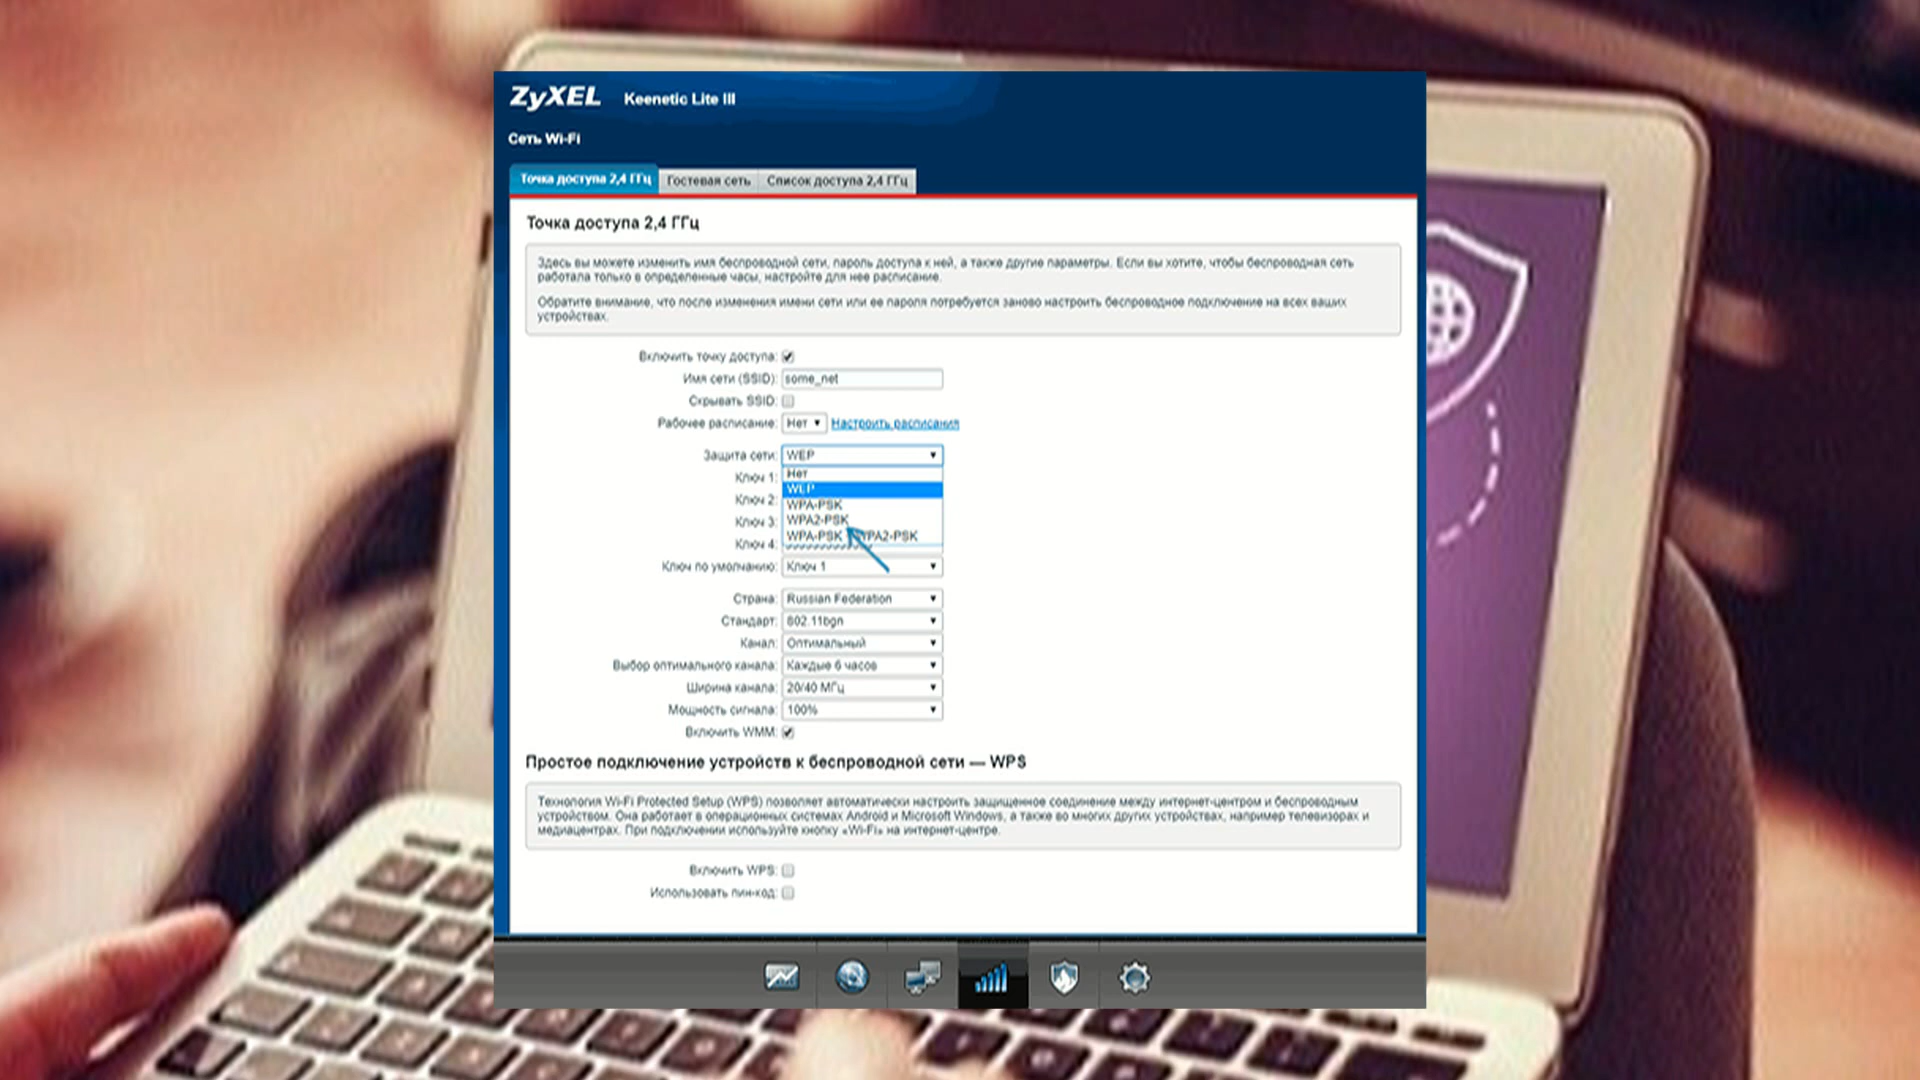 ZyXEL Keenetic Lite III
Сеть Wi-Fi
Точка доступа 2,4 ГГц Гостевая сеть Список доступа 2,4 ГГц
Точка доступа 2,4 ГГц
Здесь вы можете изменить имя беспроводной сети, пароль доступа к ней, а также другие параметры. Если вы хотите, чтобы беспроводная сеть
работала только в определенные часы, настройте для нее расписание.
Обратите внимание, что после изменения имени сети или ее пароля потребуется заново настроить беспроводное подключение на всех ваших
устройствах.
Включить точку доступа:
Имя сети (SSID): some_net
Скрывать SSID:
Рабочее расписание: Нет Настроить расписания
Защита сети: WEP
Ключ 1: Нет
WEP
Ключ 2: WPA-PSK
Ключ 3: WPA2-PSK
Ключ 4: WPA-PSK WPA2-PSK
Ключ по умолчанию: Ключ 1
Страна: Russian Federation
Стандарт: 802.11bgn
Канал: Оптимальный
Выбор оптимального канала: Каждые 6 часов
Ширина канала: 20/40 МГц
Мощность сигнала: 100%
Включить WMM:
Простое подключение устройств к беспроводной сети — WPS
Технология Wi-Fi Protected Setup (WPS) позволяет автоматически настроить защищенное соединение между интернет-центром и беспроводным
устройством. Она работает в операционных системах Android и Microsoft Windows, а также во многих других устройствах, например телевизорах и
медиацентрах. При подключении используйте кнопку «Wi-Fi» на интернет-центре.
Включить WPS:
Использовать пин-код: